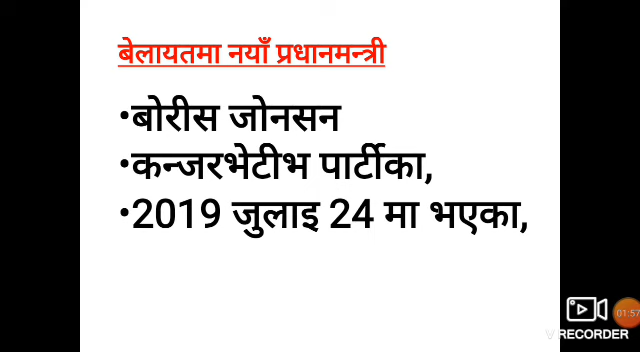 बेलायतमा नयाँ प्रधानमन्त्री
•बोरीस जोनसन
•कन्जरभेटीभ पार्टीका,
•2019 जुलाइ 24 मा भएका,
01:57
V RECORDER